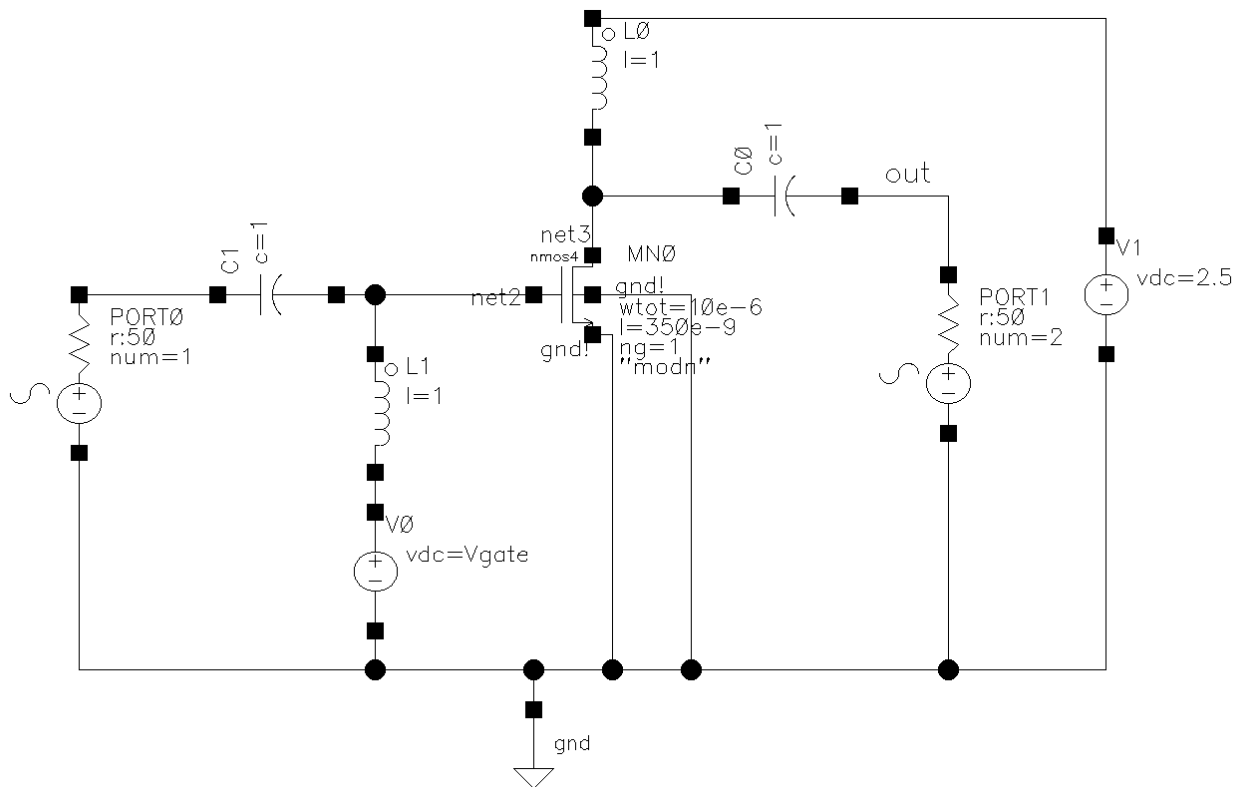 L0
l=1
C0
c=1
out
net3
nmos4
MN0
C1
c=1
net2
gnd!
wtot=10e-6
l=350e-9
ng=1
"modn"
gnd!
V1
vdc=2.5
PORT0
r:50
num=1
PORT1
r:50
num=2
L1
l=1
V0
vdc=Vgate
gnd